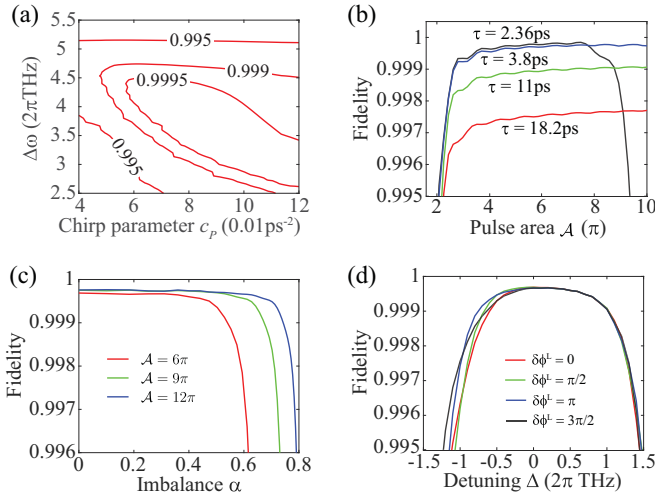 (a)
5.5
5
4.5
4
3.5
3
2.5
Δω (2πTHz)
0.995
0.999
0.9995
0.995
4 6 8 10 12
Chirp parameter c_P (0.01ps⁻²)
(b)
1
0.999
0.998
0.997
0.996
0.995
Fidelity
τ = 2.36ps
τ = 3.8ps
τ = 11ps
τ = 18.2ps
2 4 6 8 10
Pulse area 𝒜 (π)
(c)
1
0.999
0.998
0.997
0.996
Fidelity
𝒜 = 6π
𝒜 = 9π
𝒜 = 12π
0 0.2 0.4 0.6 0.8
Imbalance α
(d)
1
0.999
0.998
0.997
0.996
0.995
Fidelity
δϕᴸ = 0
δϕᴸ = π/2
δϕᴸ = π
δϕᴸ = 3π/2
-1.5 -1 -0.5 0 0.5 1 1.5
Detuning Δ (2π THz)